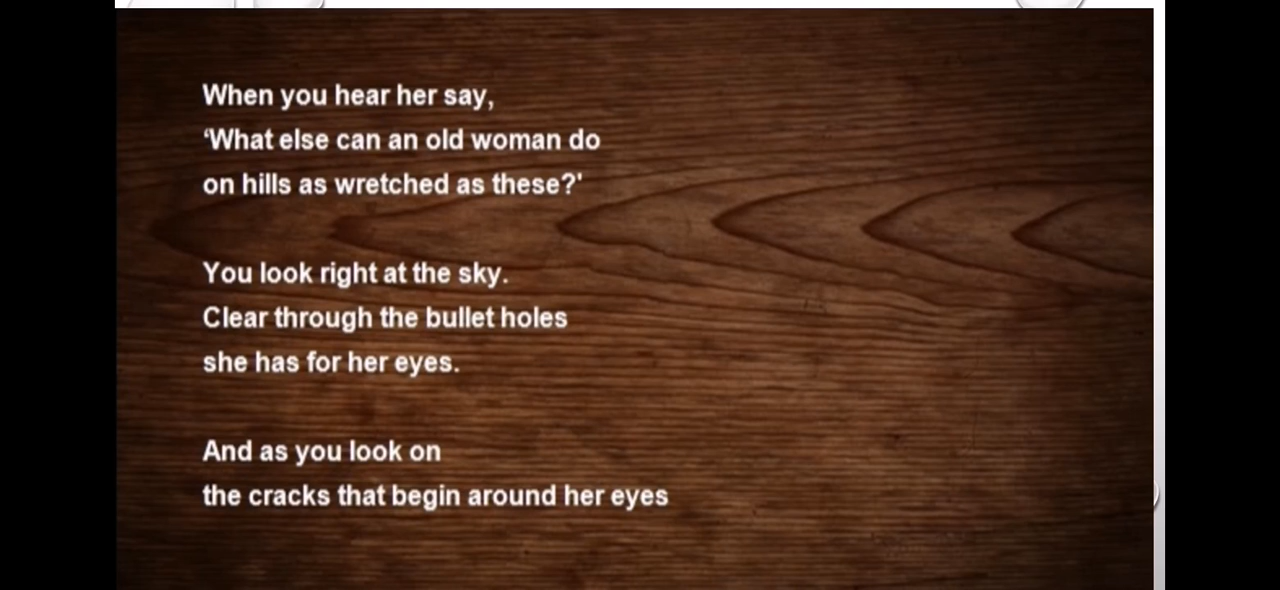 When you hear her say,
‘What else can an old woman do
on hills as wretched as these?'
You look right at the sky.
Clear through the bullet holes
she has for her eyes.
And as you look on
the cracks that begin around her eyes